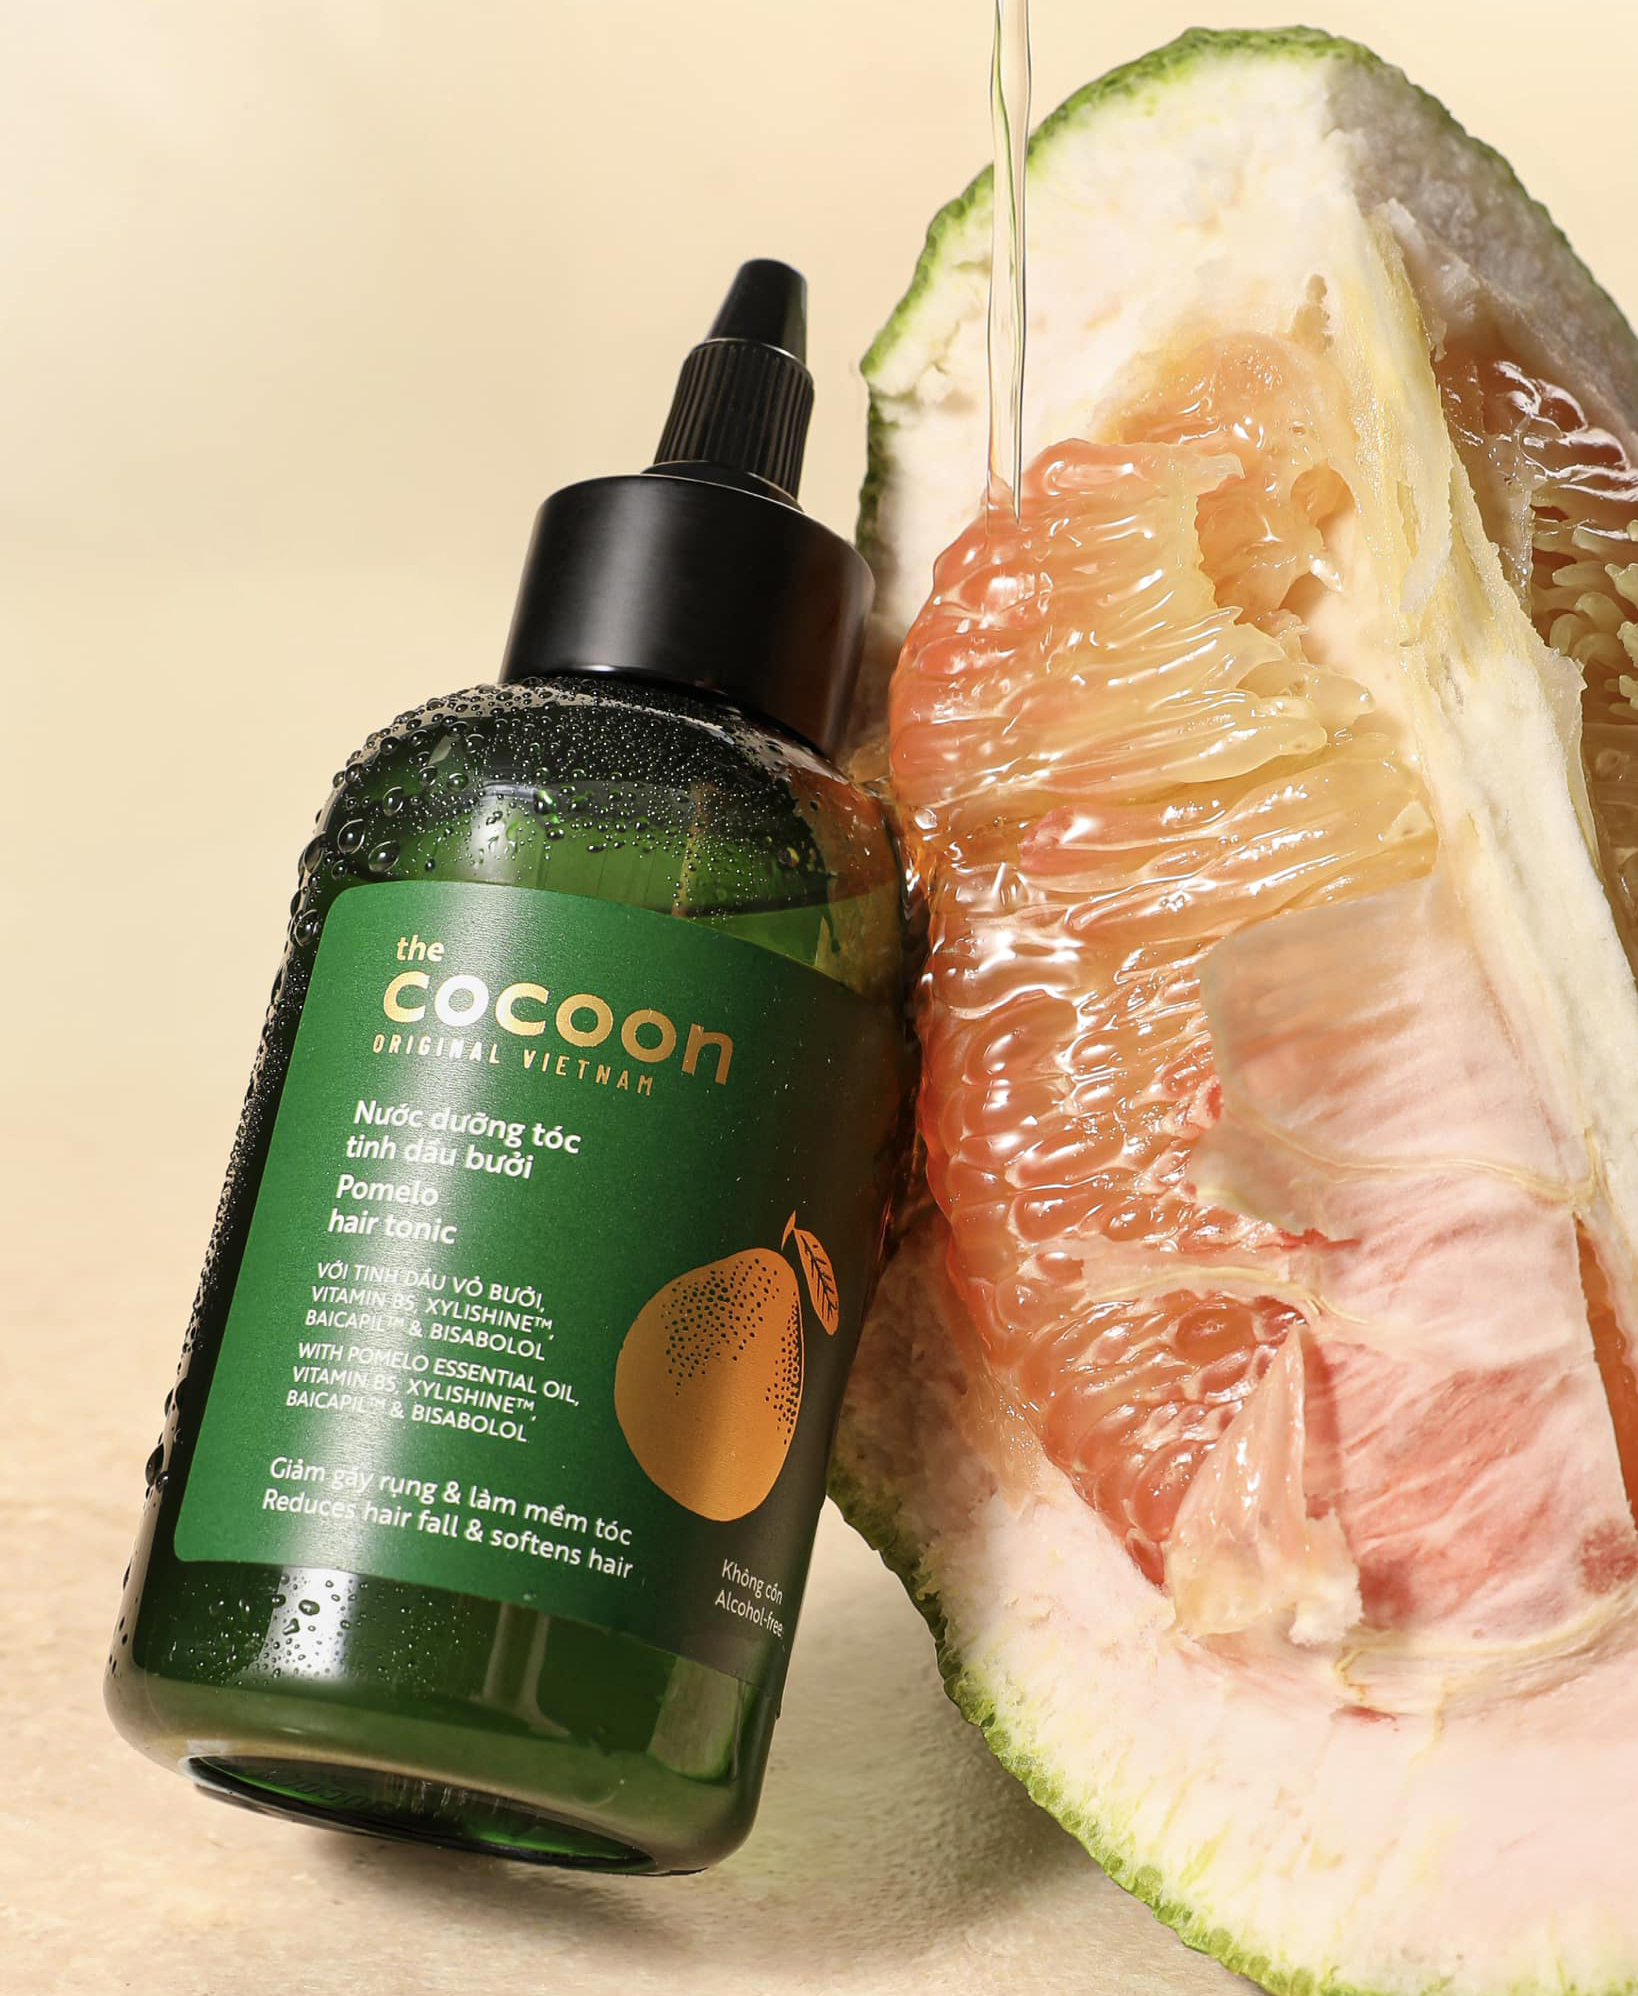 the
cocoon
ORIGINAL VIETNAM
Nước dưỡng tóc
tinh dầu bưởi
Pomelo
hair tonic
VỚI TINH DẦU VỎ BƯỞI,
VITAMIN B5, XYLISHINE™,
BAICAPIL™ & BISABOLOL
WITH POMELO ESSENTIAL OIL,
VITAMIN B5, XYLISHINE™,
BAICAPIL™ & BISABOLOL
Giảm gãy rụng & làm mềm tóc
Reduces hair fall & softens hair
Không cồn
Alcohol-free